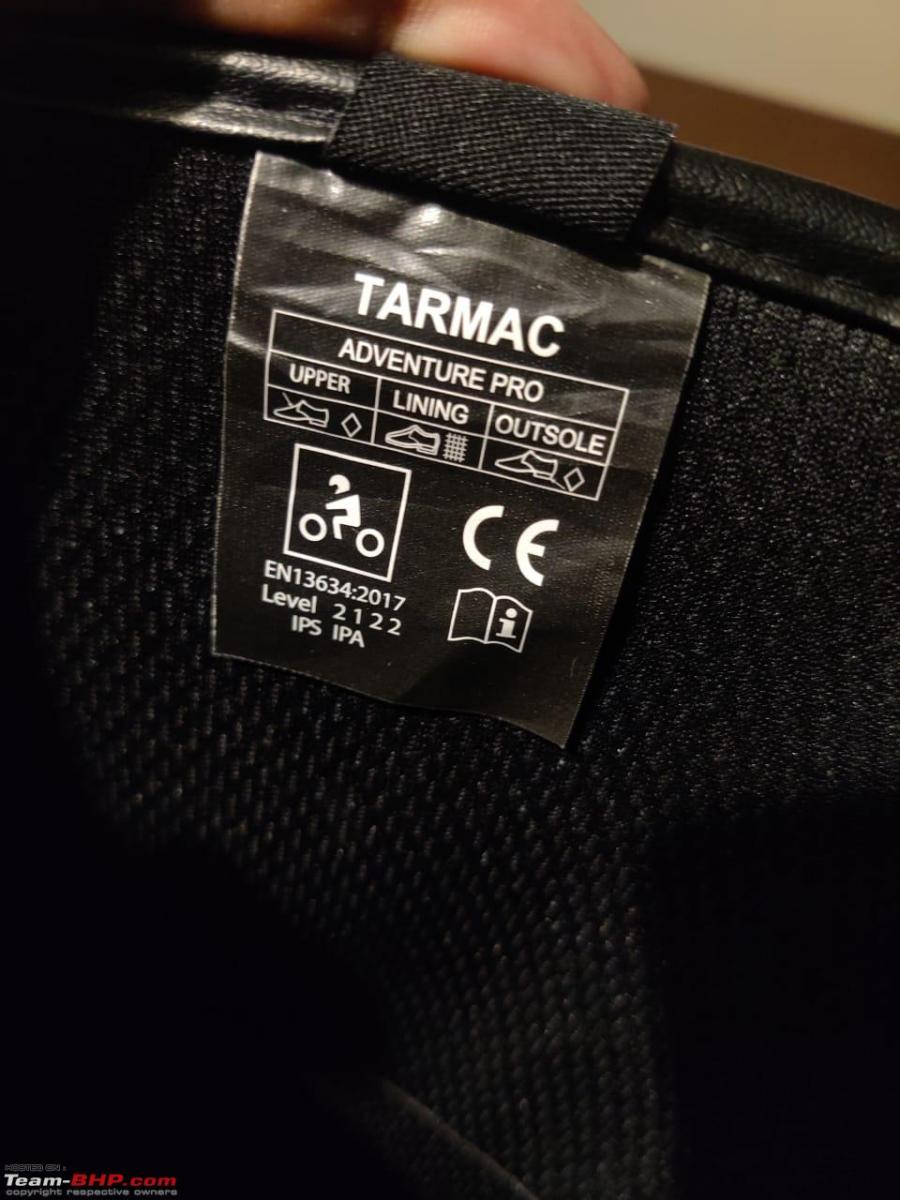 TARMAC
ADVENTURE PRO
UPPER LINING OUTSOLE
CE
EN13634:2017
Level 2 1 2 2
IPS IPA
i
HOSTED ON :
Team-BHP.com
copyright respective owners